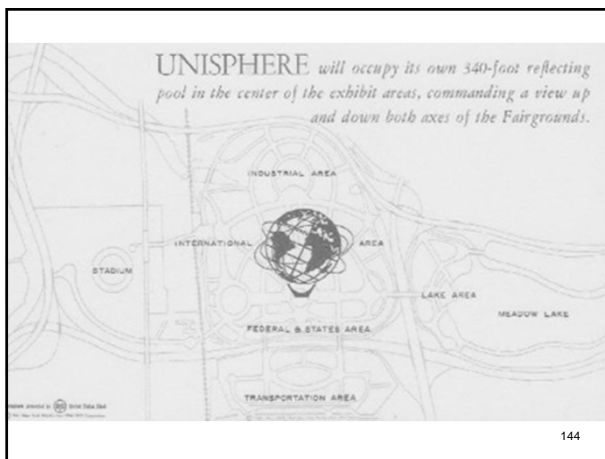 UNISPHERE will occupy its own 340-foot reflecting
pool in the center of the exhibit areas, commanding a view up
and down both axes of the Fairgrounds.
INDUSTRIAL AREA
INTERNATIONAL AREA
STADIUM
LAKE AREA
MEADOW LAKE
FEDERAL & STATES AREA
TRANSPORTATION AREA
144